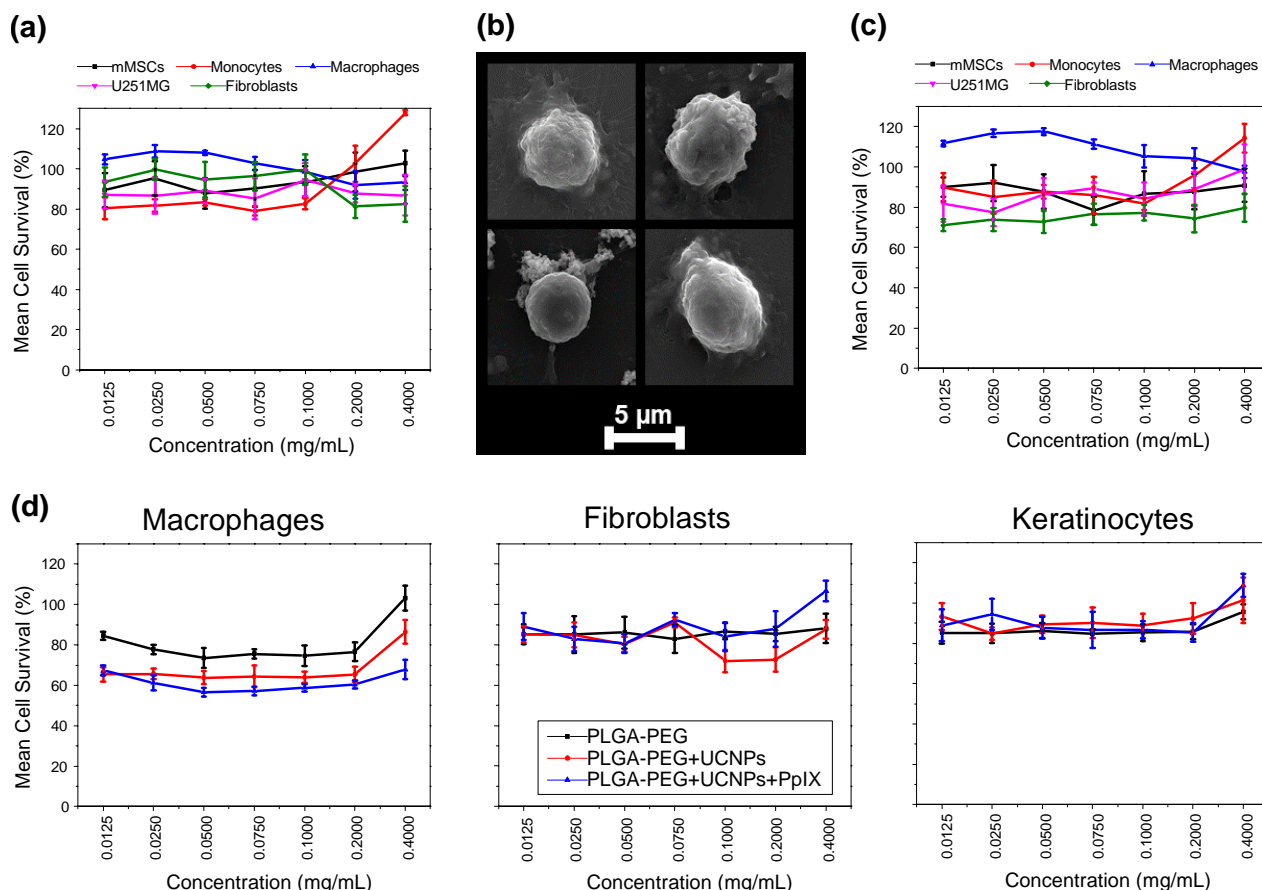 (a)
mMSCs Monocytes Macrophages
U251MG Fibroblasts
Mean Cell Survival (%)
120
100
80
60
40
20
0
0.0125 0.0250 0.0500 0.0750 0.1000 0.2000 0.4000
Concentration (mg/mL)
(b)
5 µm
(c)
mMSCs Monocytes Macrophages
U251MG Fibroblasts
Mean Cell Survival (%)
120
100
80
60
40
20
0
0.0125 0.0250 0.0500 0.0750 0.1000 0.2000 0.4000
Concentration (mg/mL)
(d)
Macrophages
Mean Cell Survival (%)
120
100
80
60
40
20
0
0.0125 0.0250 0.0500 0.0750 0.1000 0.2000 0.4000
Concentration (mg/mL)
Fibroblasts
PLGA-PEG
PLGA-PEG+UCNPs
PLGA-PEG+UCNPs+PpIX
0.0125 0.0250 0.0500 0.0750 0.1000 0.2000 0.4000
Concentration (mg/mL)
Keratinocytes
0.0125 0.0250 0.0500 0.0750 0.1000 0.2000 0.4000
Concentration (mg/mL)